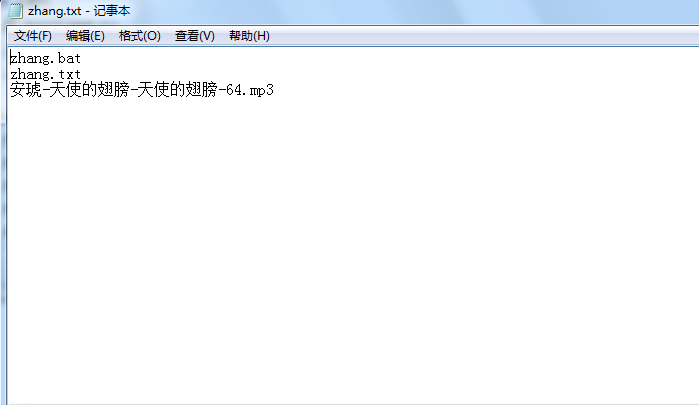 zhang.txt - 记事本
文件(F) 编辑(E) 格式(O) 查看(V) 帮助(H)
zhang.bat
zhang.txt
安琥-天使的翅膀-天使的翅膀-64.mp3